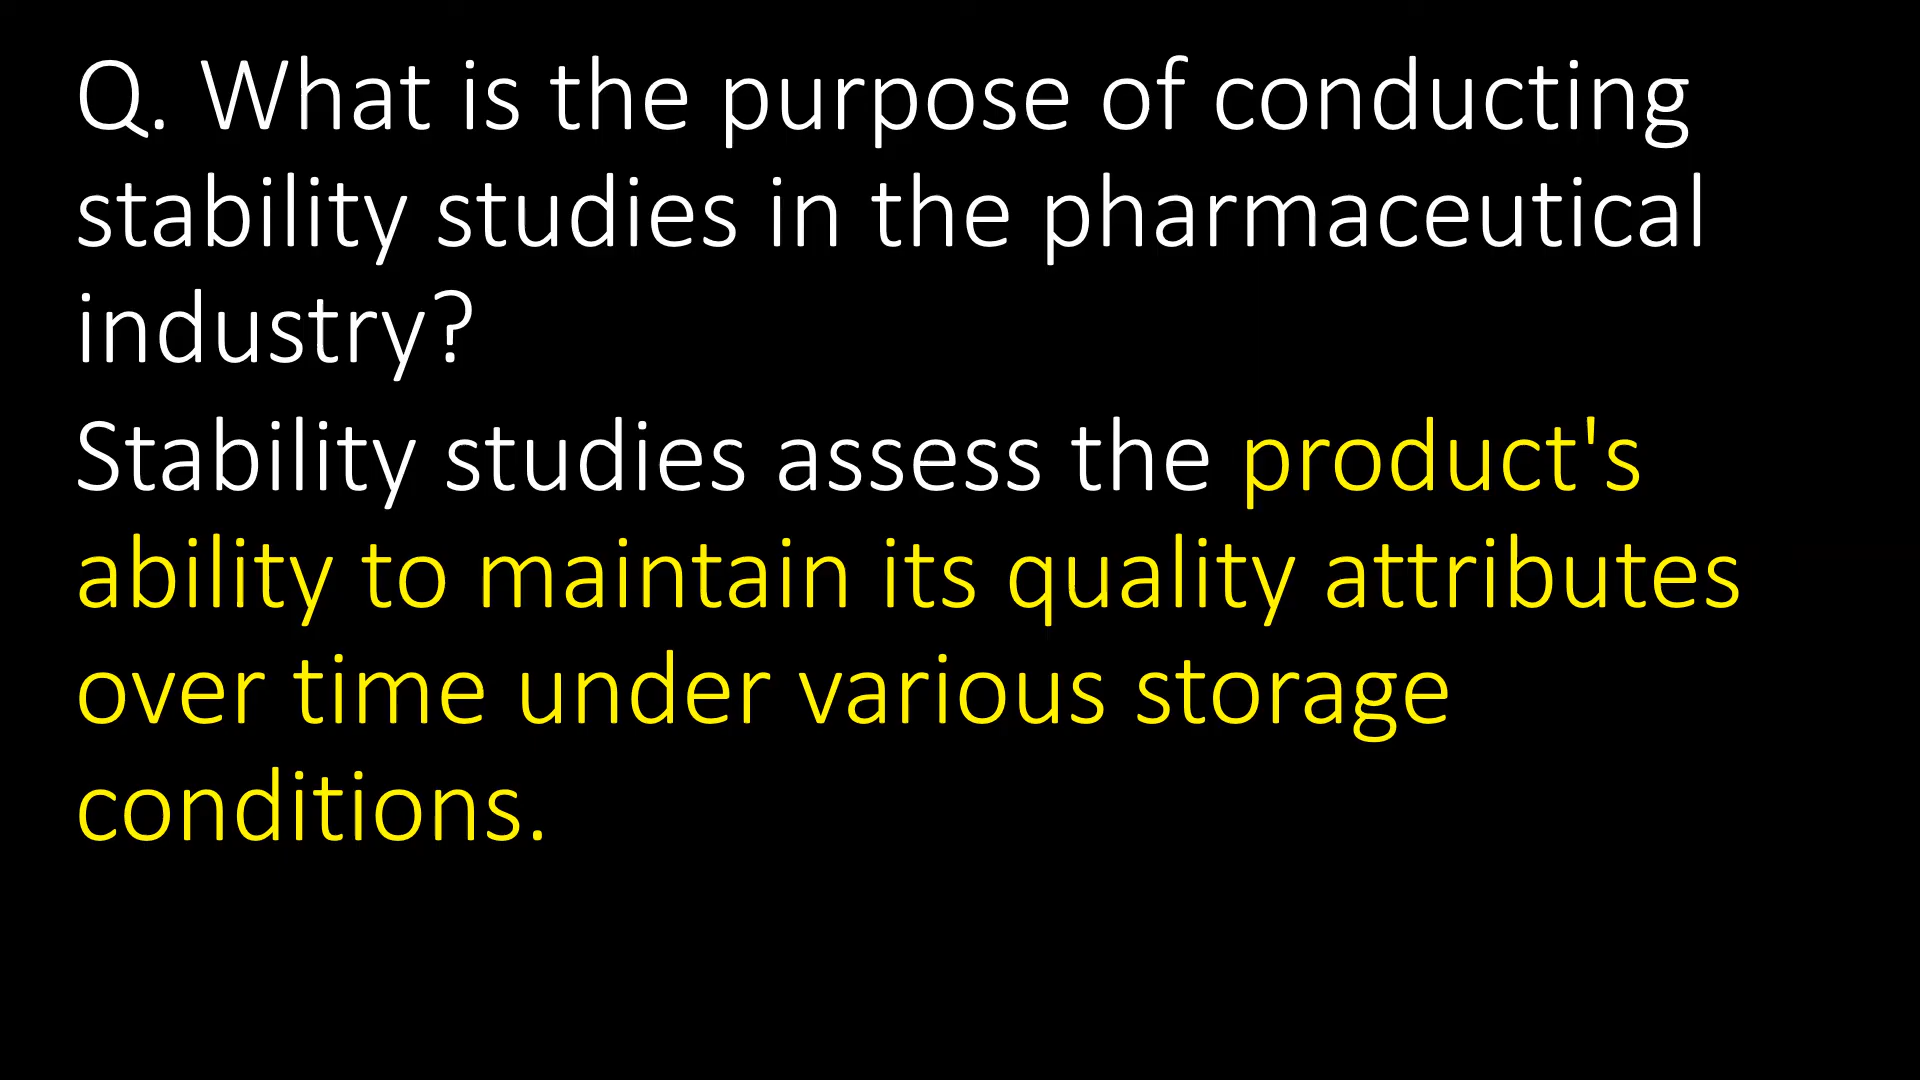 Q. What is the purpose of conducting
stability studies in the pharmaceutical
industry?
Stability studies assess the product's
ability to maintain its quality attributes
over time under various storage
conditions.